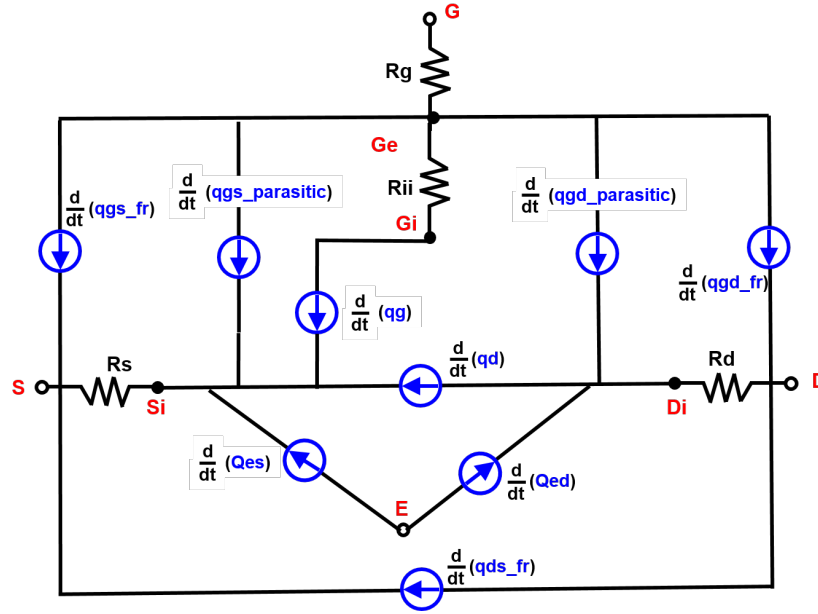 G
Rg
Ge
d/dt (qgs_fr)
d/dt (qgs_parasitic)
Rii
d/dt (qgd_parasitic)
Gi
d/dt (qgd_fr)
d/dt (qg)
S
Rs
Si
d/dt (qd)
Rd
Di
D
d/dt (Qes)
d/dt (Qed)
E
d/dt (qds_fr)